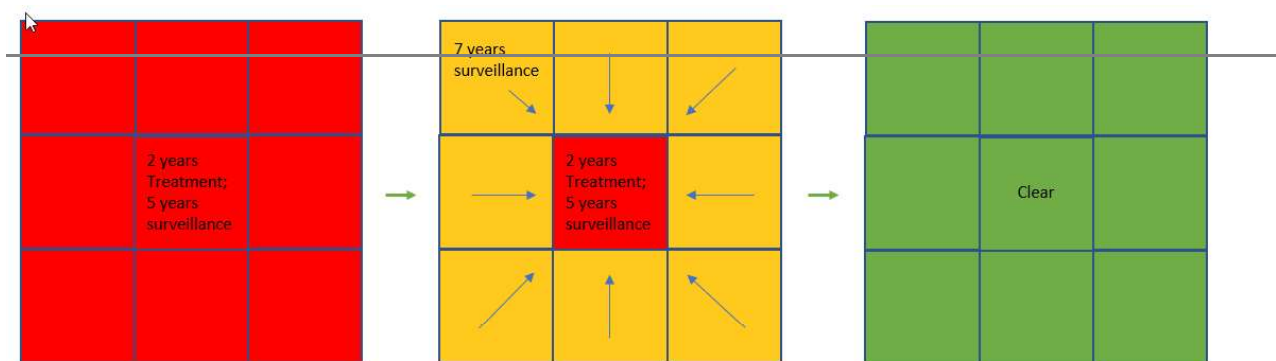 2 years
Treatment;
5 years
surveillance
7 years
surveillance
2 years
Treatment;
5 years
surveillance
Clear